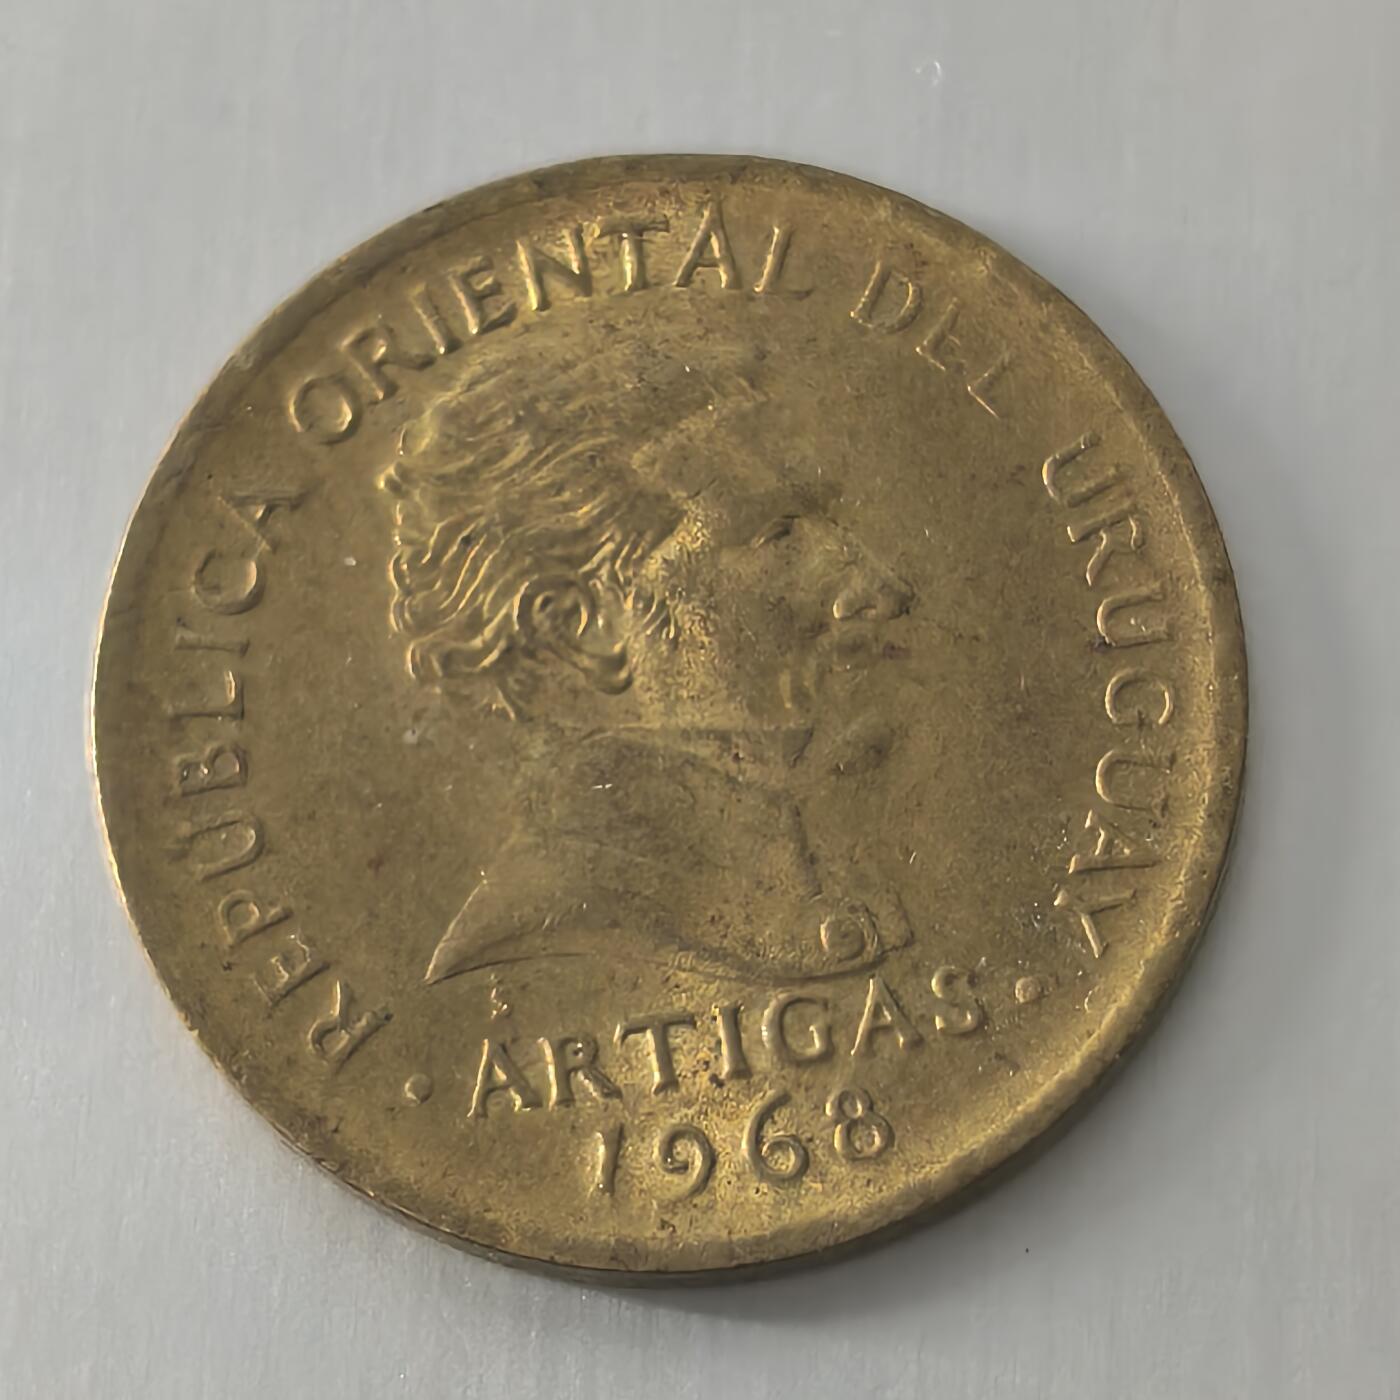 REPUBLICA ORIENTAL DEL URUGUAY
· ARTIGAS ·
1968